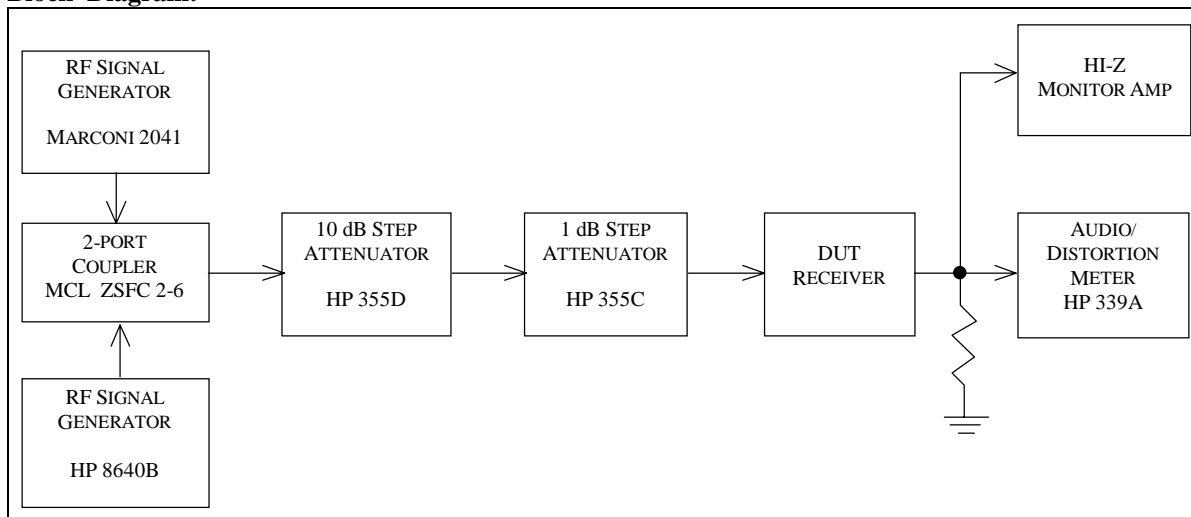 Block Diagram:
RF SIGNAL
GENERATOR
MARCONI 2041
2-PORT
COUPLER
MCL ZSFC 2-6
RF SIGNAL
GENERATOR
HP 8640B
10 dB STEP
ATTENUATOR
HP 355D
1 dB STEP
ATTENUATOR
HP 355C
DUT
RECEIVER
HI-Z
MONITOR AMP
AUDIO/
DISTORTION
METER
HP 339A